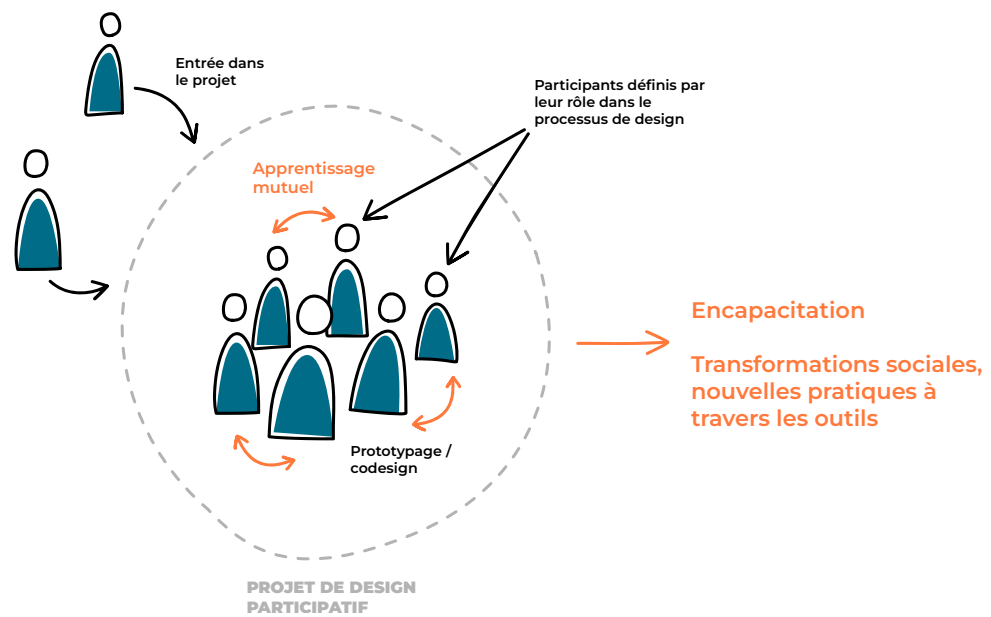 Entrée dans
le projet
Participants définis par
leur rôle dans le
processus de design
Apprentissage
mutuel
Encapacitation
Transformations sociales,
nouvelles pratiques à
travers les outils
Prototypage /
codesign
PROJET DE DESIGN
PARTICIPATIF